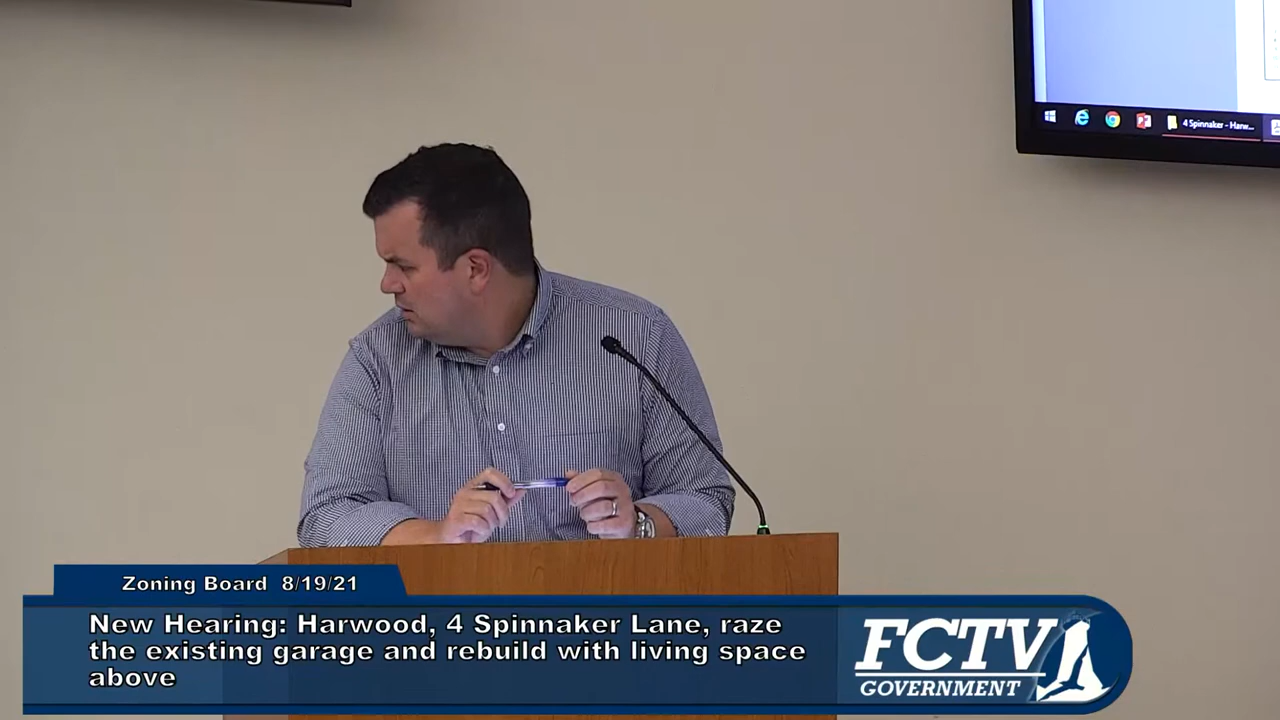 4 Spinnaker - Harw...
Zoning Board 8/19/21
New Hearing: Harwood, 4 Spinnaker Lane, raze
the existing garage and rebuild with living space
above
FCTV
GOVERNMENT